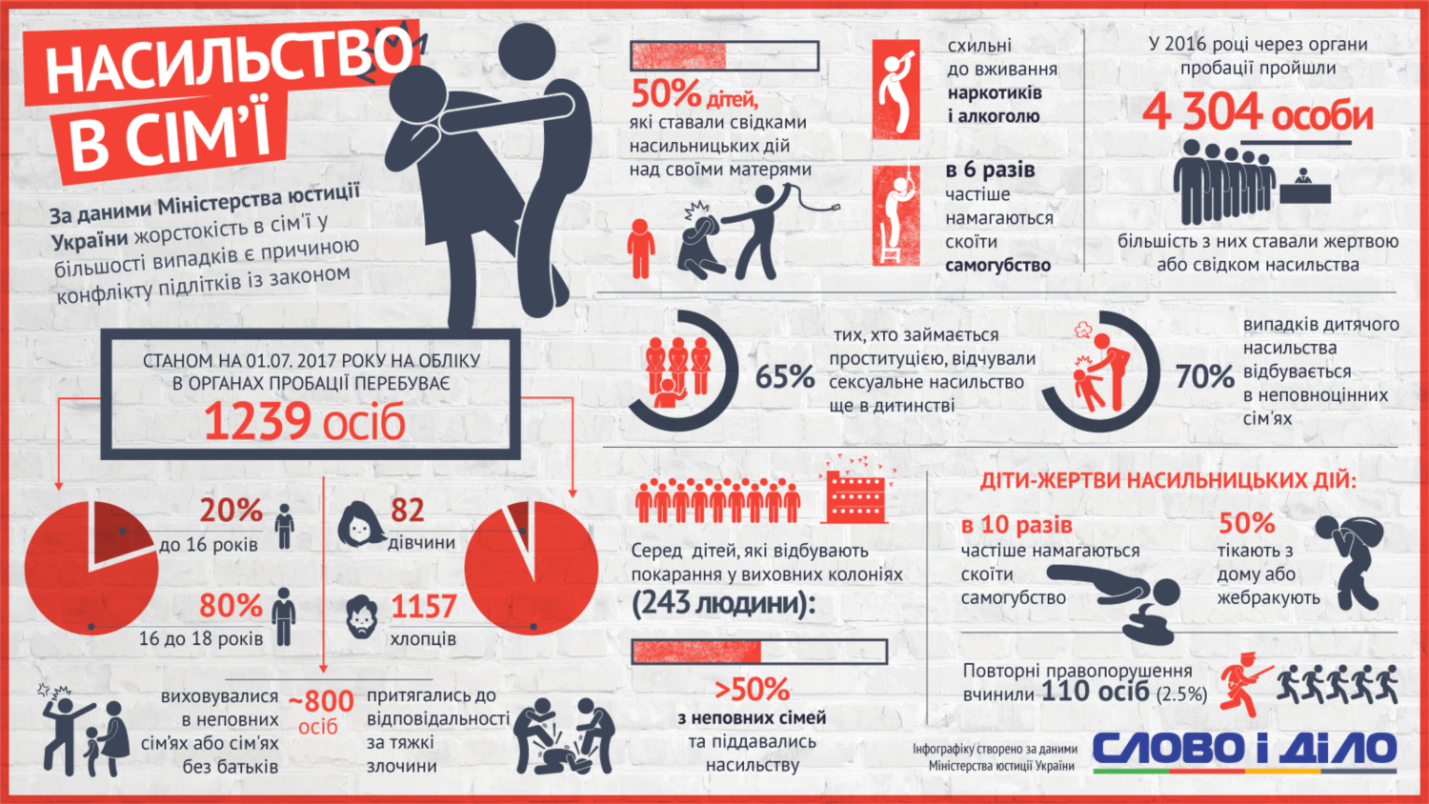 НАСИЛЬСТВО
В СІМ'Ї
За даними Міністерства юстиції
України жорстокість в сім'ї у
більшості випадків є причиною
конфлікту підлітків із законом
СТАНОМ НА 01.07. 2017 РОКУ НА ОБЛІКУ
В ОРГАНАХ ПРОБАЦІЇ ПЕРЕБУВАЄ
1239 осіб
20%
до 16 років
80%
16 до 18 років
82
дівчини
1157
хлопців
виховувалися
в неповних
сім'ях або сім'ях
без батьків
~800
осіб
притягались до
відповідальності
за тяжкі
злочини
50% дітей,
які ставали свідками
насильницьких дій
над своїми матерями
схильні
до вживання
наркотиків
і алкоголю
в 6 разів
частіше
намагаються
скоїти
самогубство
У 2016 році через органи
пробації пройшли
4 304 особи
більшість з них ставали жертвою
або свідком насильства
65%
тих, хто займається
проституцією, відчували
сексуальне насильство
ще в дитинстві
70%
випадків дитячого
насильства
відбувається
в неповноцінних
сім'ях
Серед дітей, які відбувають
покарання у виховних колоніях
(243 людини):
>50%
з неповних сімей
та піддавались
насильству
ДІТИ-ЖЕРТВИ НАСИЛЬНИЦЬКИХ ДІЙ:
в 10 разів
частіше намагаються
скоїти
самогубство
50%
тікають з
дому або
жебракують
Повторні правопорушення
вчинили 110 осіб (2.5%)
Інфографіку створено за даними
Міністерства юстиції України
СЛОВО і ДіЛО